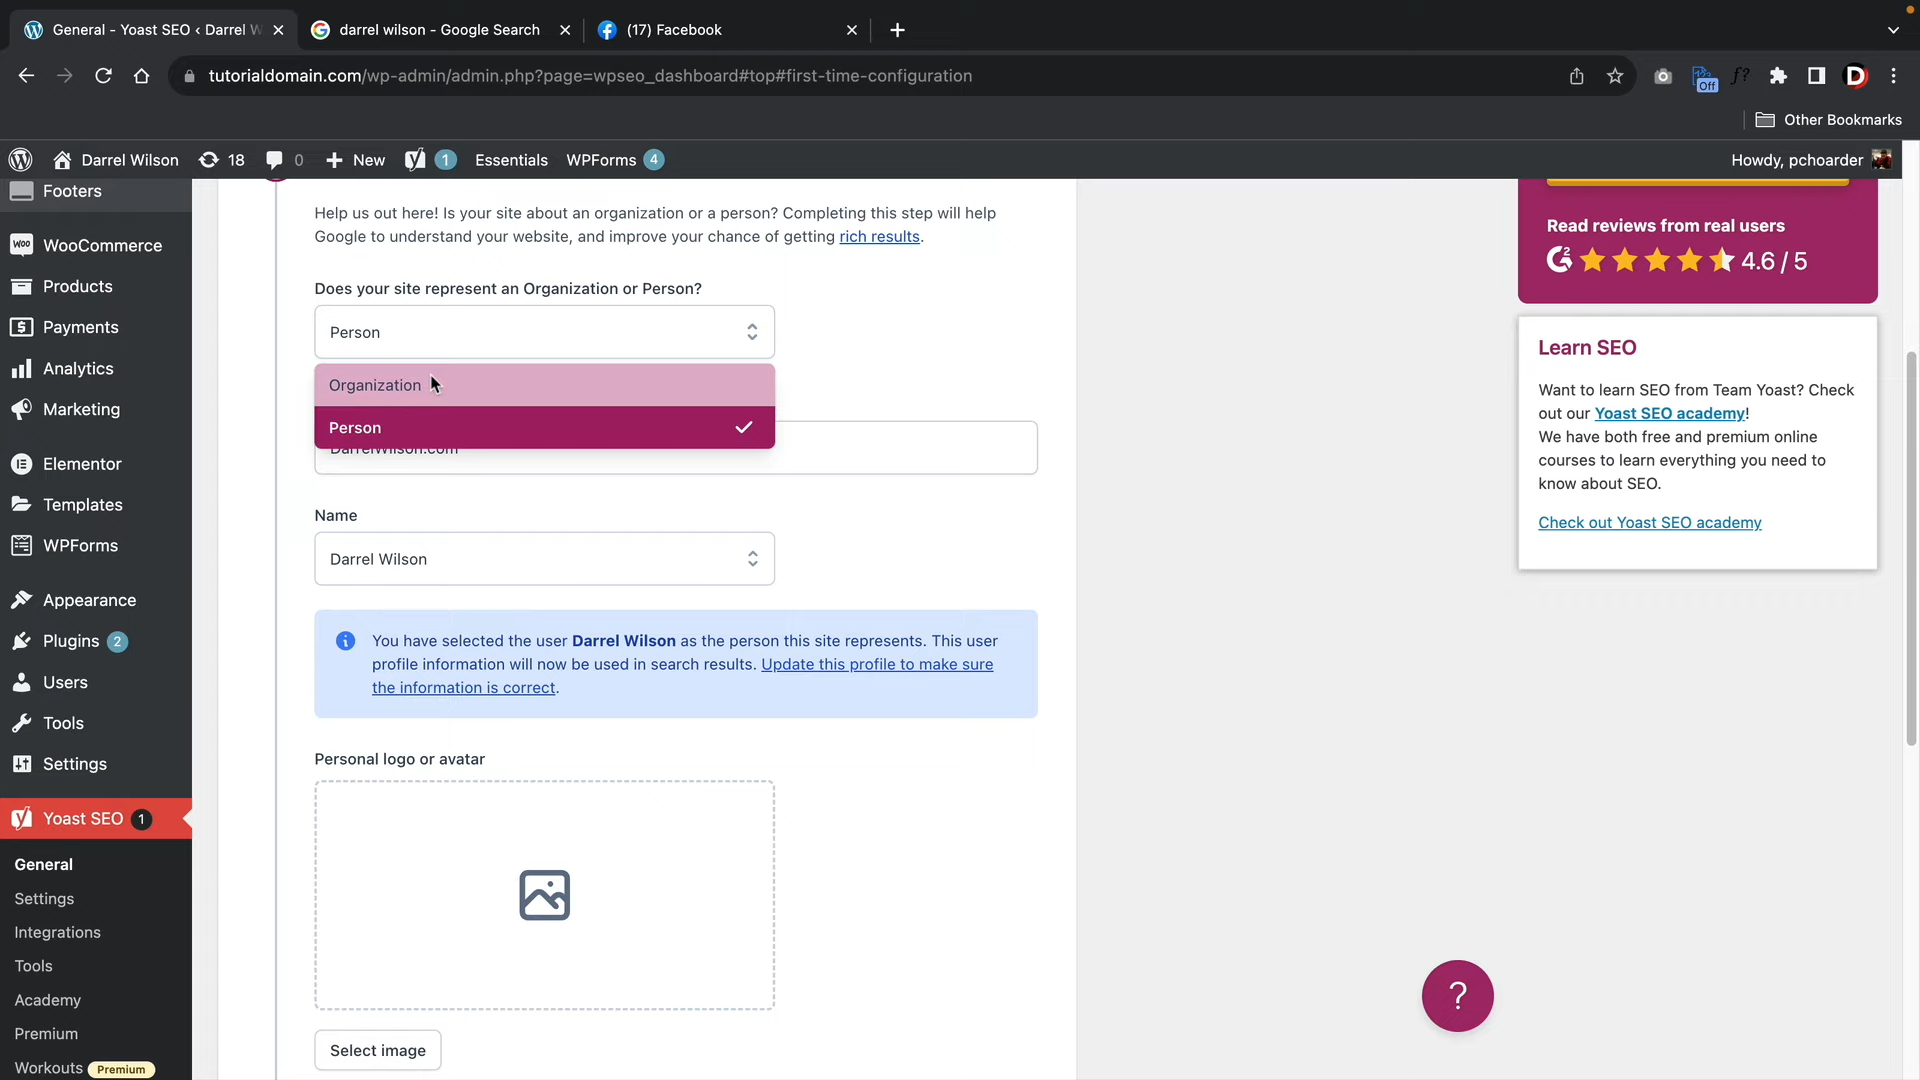 General - Yoast SEO ‹ Darrel W
darrel wilson - Google Search
(17) Facebook
tutorialdomain.com/wp-admin/admin.php?page=wpseo_dashboard#top#first-time-configuration
Off
f?
D
Other Bookmarks
Darrel Wilson
18
0
New
1
Essentials
WPForms 4
Howdy, pchoarder
Footers
WooCommerce
Products
Payments
Analytics
Marketing
Elementor
Templates
WPForms
Appearance
Plugins 2
Users
Tools
Settings
Yoast SEO 1
General
Settings
Integrations
Tools
Academy
Premium
Workouts Premium
Help us out here! Is your site about an organization or a person? Completing this step will help
Google to understand your website, and improve your chance of getting rich results.
Does your site represent an Organization or Person?
Person
Organization
Person
DarrelWilson.com
Name
Darrel Wilson
You have selected the user Darrel Wilson as the person this site represents. This user
profile information will now be used in search results. Update this profile to make sure
the information is correct.
Personal logo or avatar
Select image
Read reviews from real users
4.6 / 5
Learn SEO
Want to learn SEO from Team Yoast? Check
out our Yoast SEO academy!
We have both free and premium online
courses to learn everything you need to
know about SEO.
Check out Yoast SEO academy
?